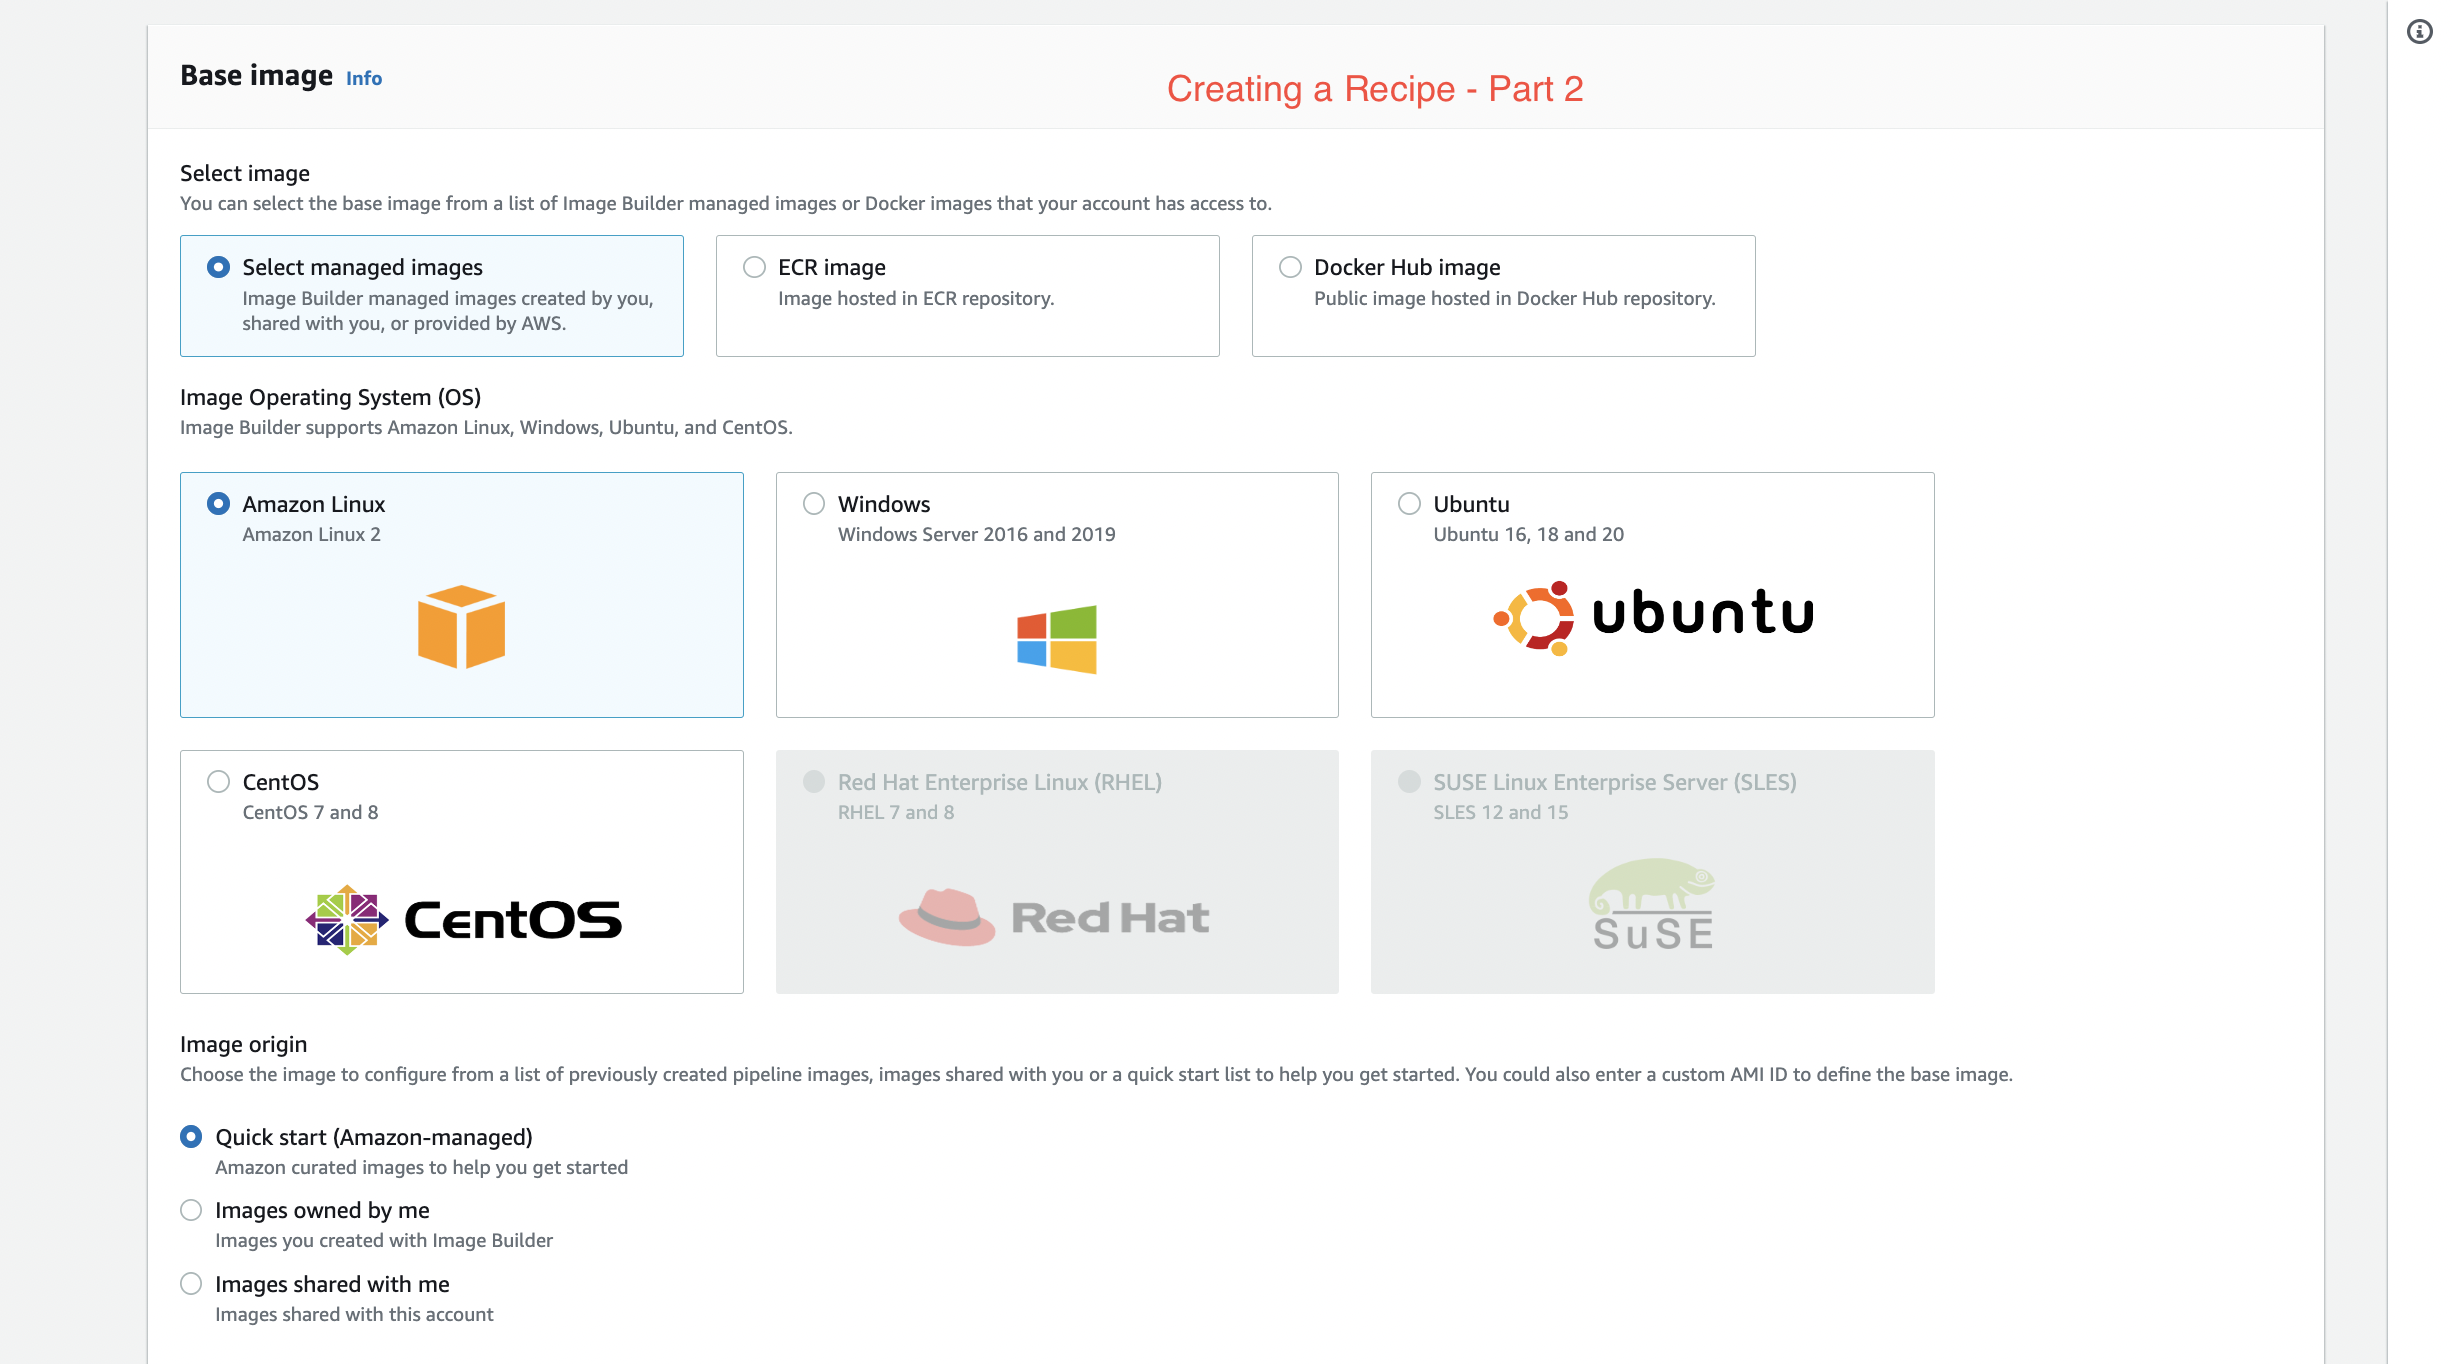 Base image Info
Creating a Recipe - Part 2
Select image
You can select the base image from a list of Image Builder managed images or Docker images that your account has access to.
Select managed images
Image Builder managed images created by you,
shared with you, or provided by AWS.
ECR image
Image hosted in ECR repository.
Docker Hub image
Public image hosted in Docker Hub repository.
Image Operating System (OS)
Image Builder supports Amazon Linux, Windows, Ubuntu, and CentOS.
Amazon Linux
Amazon Linux 2
Windows
Windows Server 2016 and 2019
Ubuntu
Ubuntu 16, 18 and 20
ubuntu
CentOS
CentOS 7 and 8
CentOS
Red Hat Enterprise Linux (RHEL)
RHEL 7 and 8
Red Hat
SUSE Linux Enterprise Server (SLES)
SLES 12 and 15
SuSE
Image origin
Choose the image to configure from a list of previously created pipeline images, images shared with you or a quick start list to help you get started. You could also enter a custom AMI ID to define the base image.
Quick start (Amazon-managed)
Amazon curated images to help you get started
Images owned by me
Images you created with Image Builder
Images shared with me
Images shared with this account